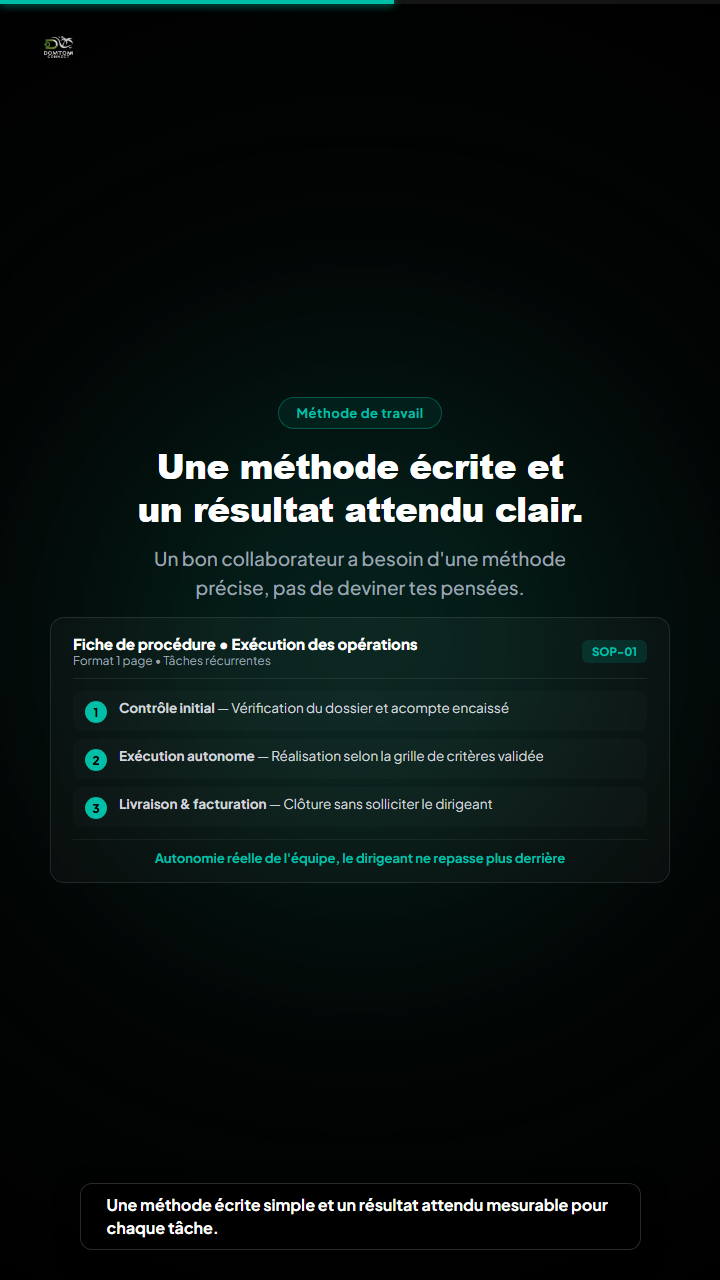 DOMTOM
CONNECT
Méthode de travail
Une méthode écrite et
un résultat attendu clair.
Un bon collaborateur a besoin d'une méthode
précise, pas de deviner tes pensées.
Fiche de procédure • Exécution des opérations
Format 1 page • Tâches récurrentes
SOP-01
1 Contrôle initial — Vérification du dossier et acompte encaissé
2 Exécution autonome — Réalisation selon la grille de critères validée
3 Livraison & facturation — Clôture sans solliciter le dirigeant
Autonomie réelle de l'équipe, le dirigeant ne repasse plus derrière
Une méthode écrite simple et un résultat attendu mesurable pour
chaque tâche.